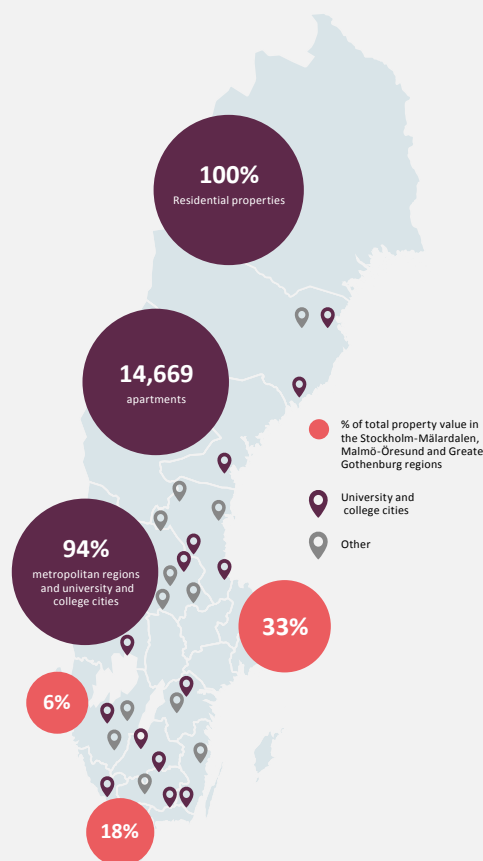 100%
Residential properties
14,669
apartments
% of total property value in
the Stockholm-Mälardalen,
Malmö-Öresund and Greate
Gothenburg regions
University and
college cities
Other
94%
metropolitan regions
and university and
college cities
33%
6%
18%